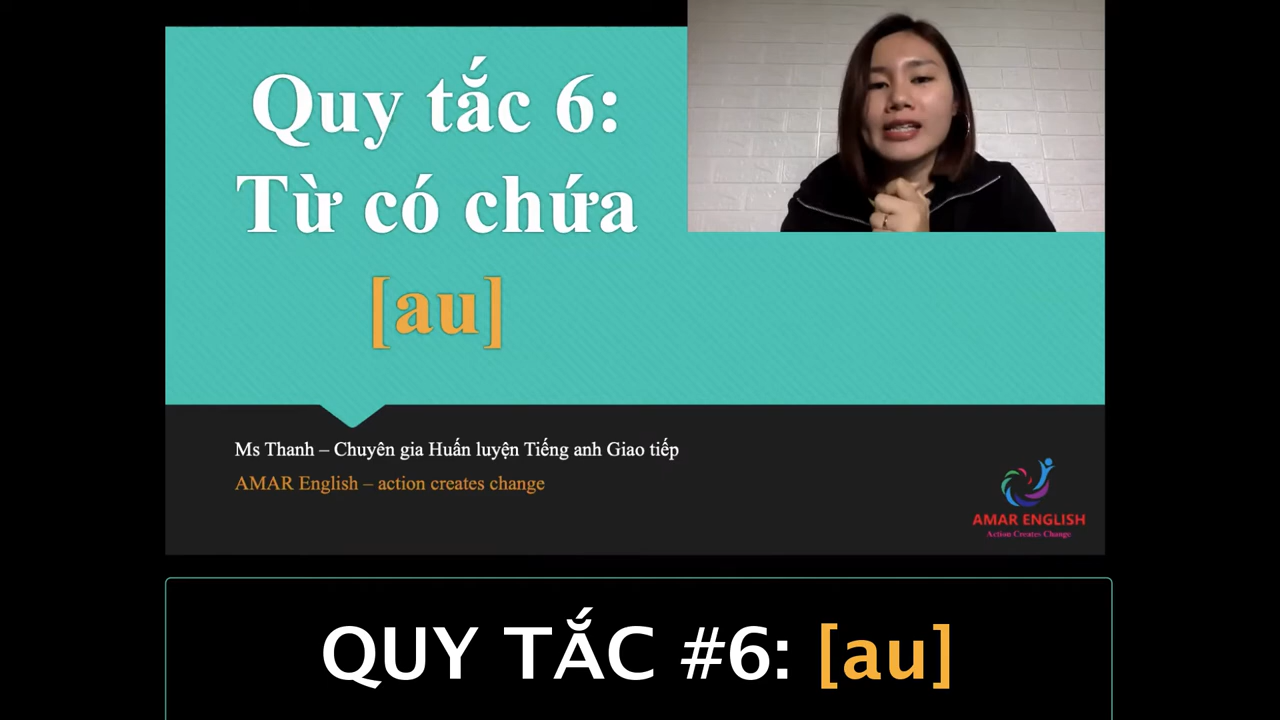 Quy tắc 6:
Từ có chứa
[au]
Ms Thanh – Chuyên gia Huấn luyện Tiếng anh Giao tiếp
AMAR English – action creates change
AMAR ENGLISH
Action Creates Change
QUY TẮC #6: [au]